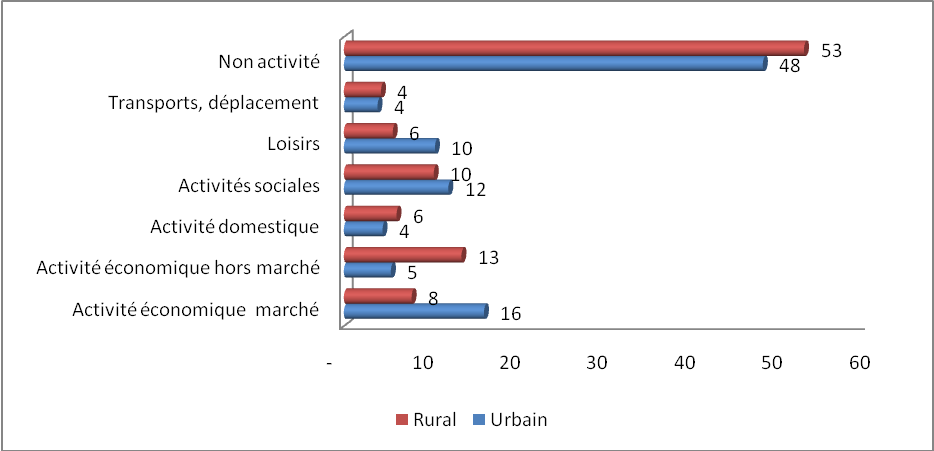 Non activité 53
48
Transports, déplacement 4
4
Loisirs 6
10
Activités sociales 10
12
Activité domestique 6
4
Activité économique hors marché 13
5
Activité économique marché 8
16
- 10 20 30 40 50 60
Rural Urbain